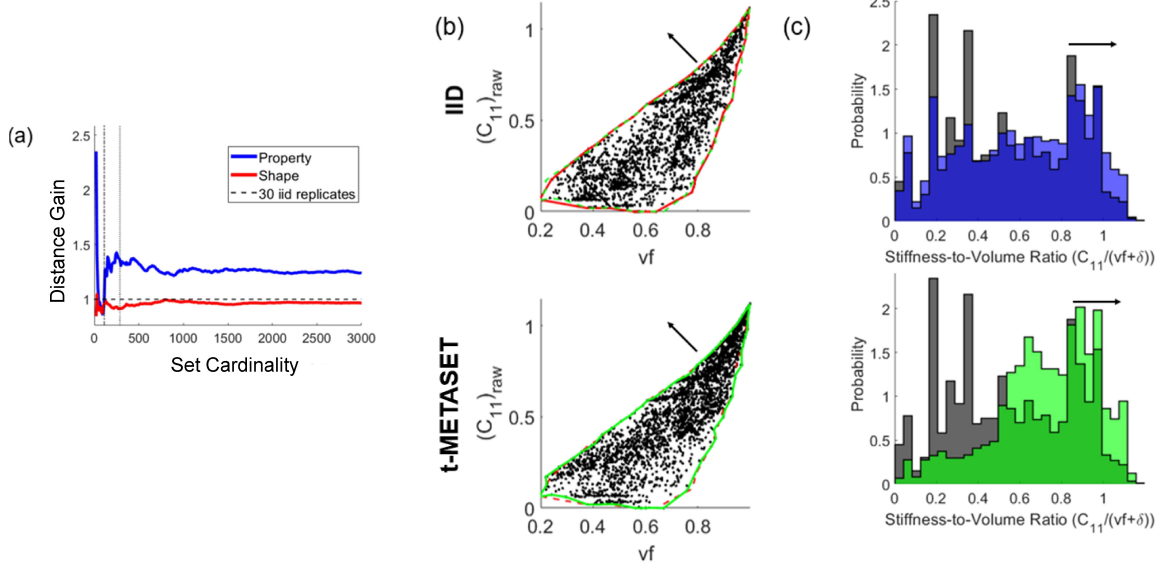 (a)
2.5
2
1.5
1
Distance Gain
Property
Shape
30 iid replicates
0 500 1000 1500 2000 2500 3000
Set Cardinality
(b)
IID
(C11)raw
1
0.5
0
0.2 0.4 0.6 0.8
vf
t-METASET
(C11)raw
1
0.5
0
0.2 0.4 0.6 0.8
vf
(c)
Probability
2.5
2
1.5
1
0.5
0
0 0.2 0.4 0.6 0.8 1
Stiffness-to-Volume Ratio (C11/(vf+δ))
Probability
2
1.5
1
0.5
0
0 0.2 0.4 0.6 0.8 1
Stiffness-to-Volume Ratio (C11/(vf+δ))